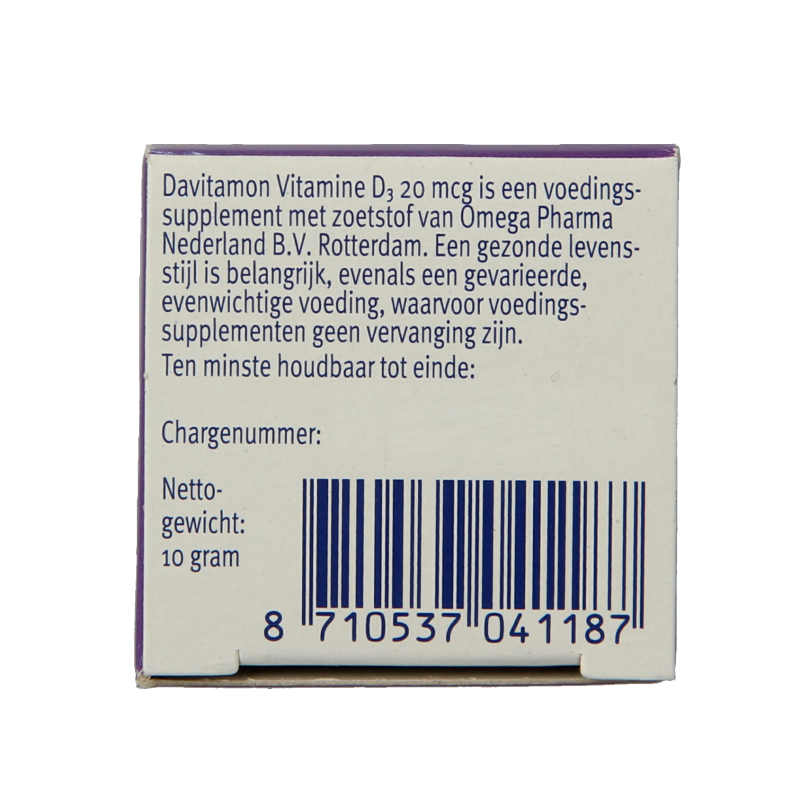 Davitamon Vitamine D₃ 20 mcg is een voedings-
supplement met zoetstof van Omega Pharma
Nederland B.V. Rotterdam. Een gezonde levens-
stijl is belangrijk, evenals een gevarieerde,
evenwichtige voeding, waarvoor voedings-
supplementen geen vervanging zijn.
Ten minste houdbaar tot einde:
Chargenummer:
Netto-
gewicht:
10 gram
8 710537 041187